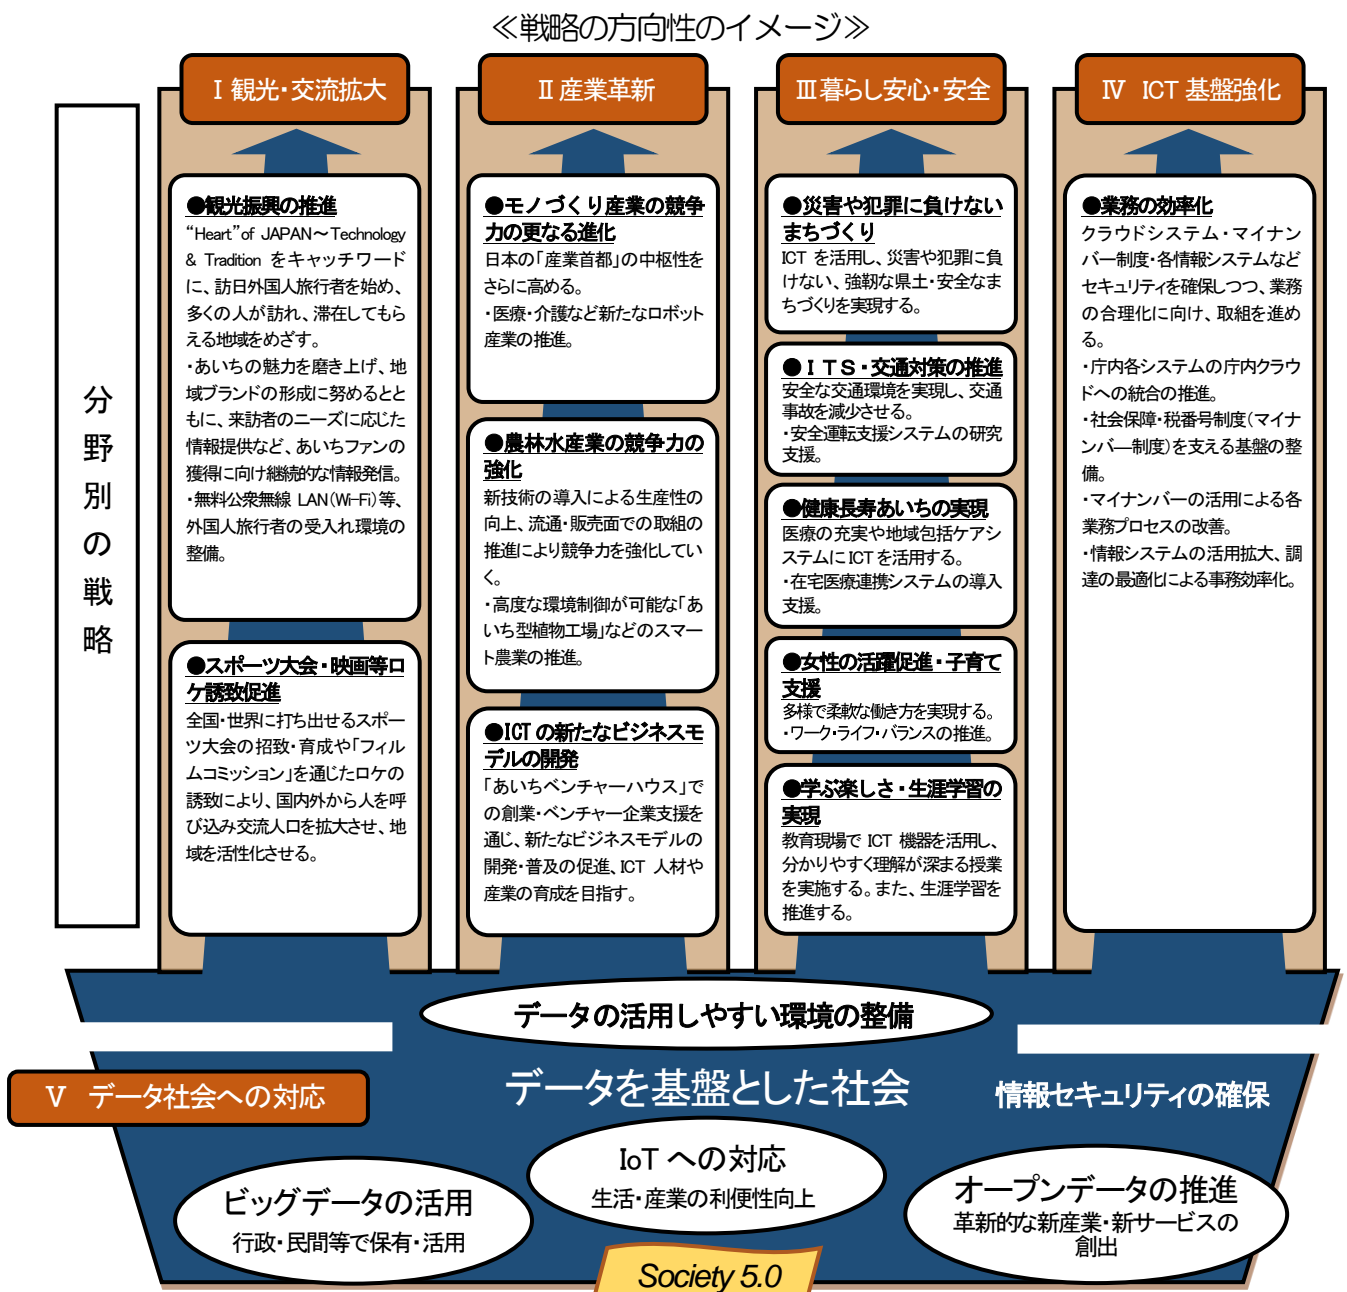 ≪戦略の方向性のイメージ≫
Ⅰ 観光・交流拡大
Ⅱ 産業革新
Ⅲ 暮らし安心・安全
Ⅳ ICT 基盤強化
分野別の戦略
●観光振興の推進
“Heart”of JAPAN～Technology
& Tradition をキャッチワード
に、訪日外国人旅行者を始め、
多くの人が訪れ、滞在してもら
える地域をめざす。
・あいちの魅力を磨き上げ、地
域ブランドの形成に努めるとと
もに、来訪者のニーズに応じた
情報提供など、あいちファンの
獲得に向け継続的な情報発信。
・無料公衆無線 LAN（Wi-Fi）等、
外国人旅行者の受入れ環境の
整備。
●スポーツ大会・映画等ロ
ケ誘致促進
全国・世界に打ち出せるスポー
ツ大会の招致・育成や「フィル
ムコミッション」を通じたロケの
誘致により、国内外から人を呼
び込み交流人口を拡大させ、地
域を活性化させる。
●モノづくり産業の競争
力の更なる進化
日本の「産業首都」の中枢性を
さらに高める。
・医療・介護など新たなロボット
産業の推進。
●農林水産業の競争力の
強化
新技術の導入による生産性の
向上、流通・販売面での取組の
推進により競争力を強化してい
く。
・高度な環境制御が可能な「あ
いち型植物工場」などのスマー
ト農業の推進。
●ICT の新たなビジネスモ
デルの開発
「あいちベンチャーハウス」で
の創業・ベンチャー企業支援を
通じ、新たなビジネスモデルの
開発・普及の促進、ICT 人材や
産業の育成を目指す。
●災害や犯罪に負けない
まちづくり
ICT を活用し、災害や犯罪に負
けない、強靭な県土・安全なま
ちづくりを実現する。
●ＩＴＳ・交通対策の推進
安全な交通環境を実現し、交通
事故を減少させる。
・安全運転支援システムの研究
支援。
●健康長寿あいちの実現
医療の充実や地域包括ケアシ
ステムに ICT を活用する。
・在宅医療連携システムの導入
支援。
●女性の活躍促進・子育て
支援
多様で柔軟な働き方を実現する。
・ワーク・ライフ・バランスの推進。
●学ぶ楽しさ・生涯学習の
実現
教育現場で ICT 機器を活用し、
分かりやすく理解が深まる授業
を実施する。また、生涯学習を
推進する。
●業務の効率化
クラウドシステム・マイナン
バー制度・各情報システムなど
セキュリティを確保しつつ、業務
の合理化に向け、取組を進め
る。
・庁内各システムの庁内クラウ
ドへの統合の推進。
・社会保障・税番号制度（マイナ
ンバ―制度）を支える基盤の整
備。
・マイナンバーの活用による各
業務プロセスの改善。
・情報システムの活用拡大、調
達の最適化による事務効率化。
データの活用しやすい環境の整備
Ⅴ データ社会への対応
データを基盤とした社会
情報セキュリティの確保
IoT への対応
生活・産業の利便性向上
ビッグデータの活用
行政・民間等で保有・活用
オープンデータの推進
革新的な新産業・新サービスの
創出
Society 5.0